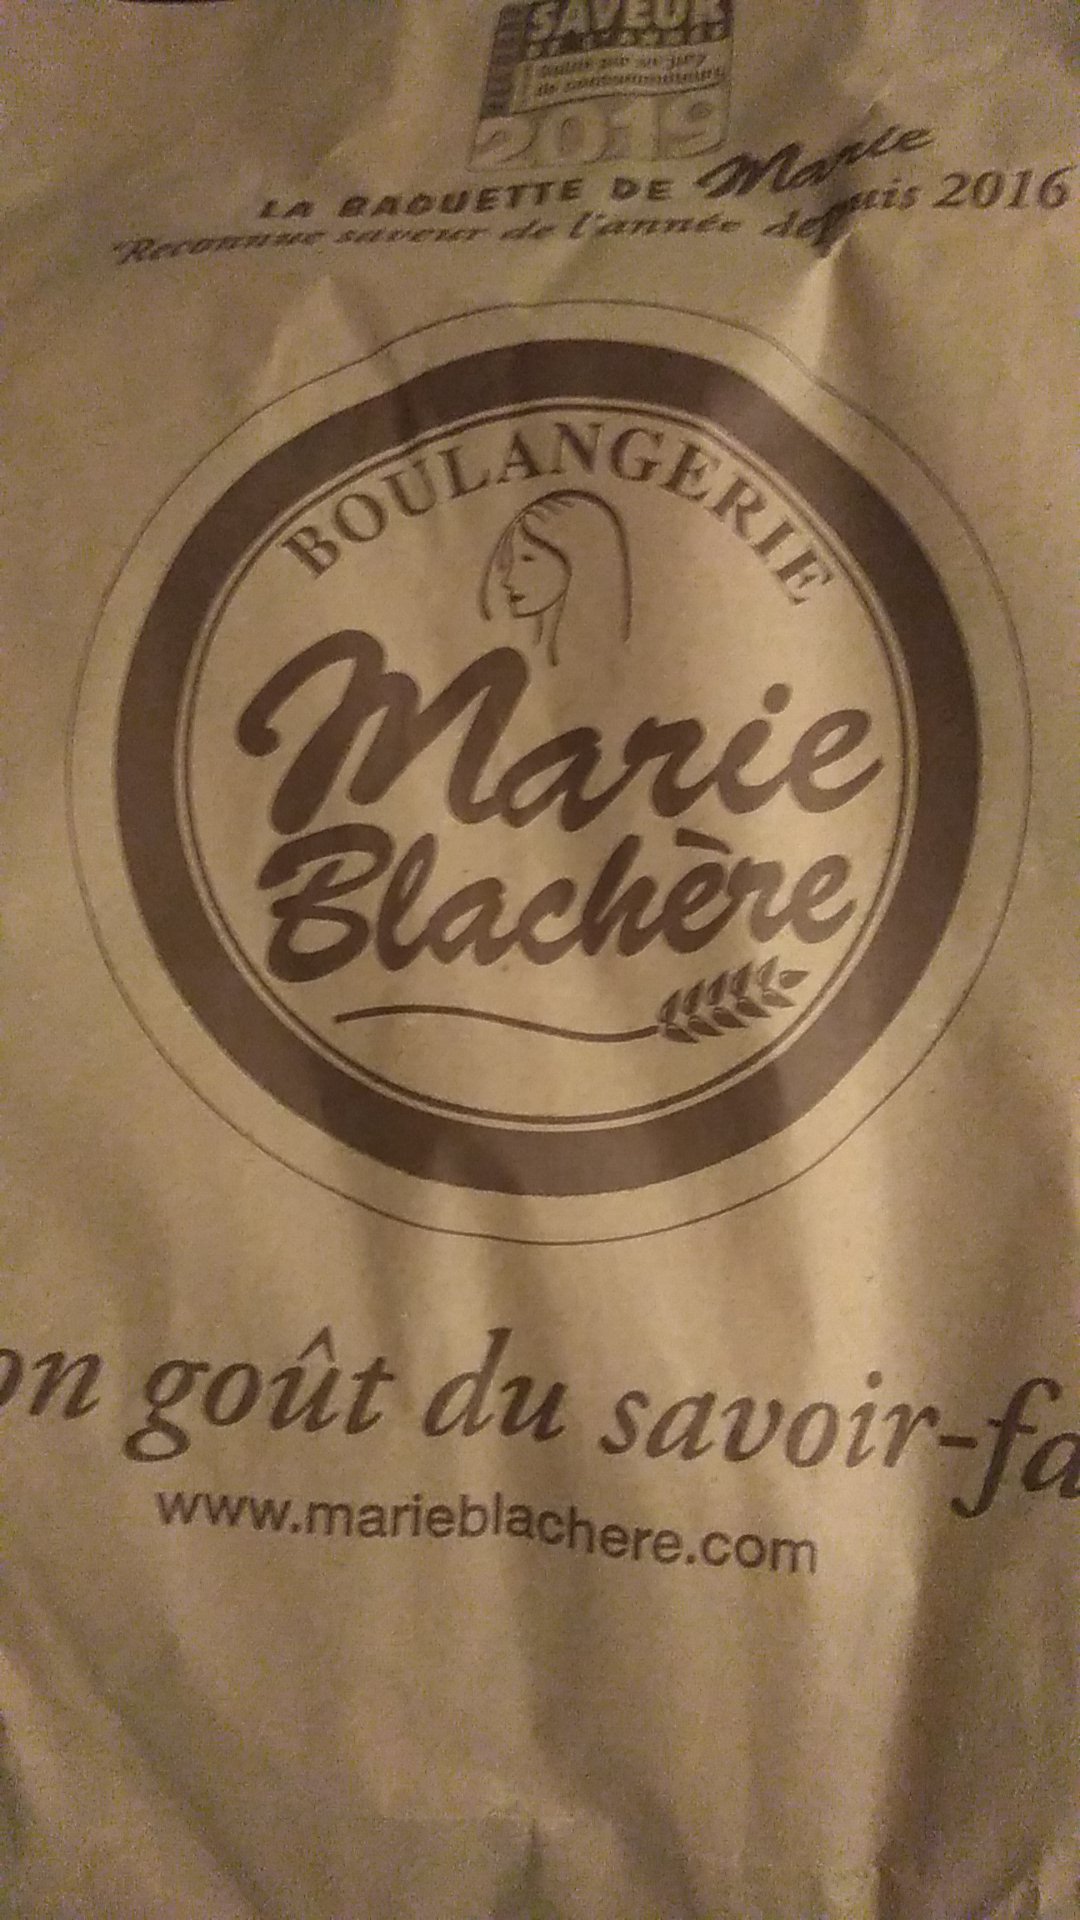 SAVEUR
2019
LA BAGUETTE DE Marie
Reconnue saveur de l'année depuis 2016
BOULANGERIE
Marie
Blachère
on goût du savoir-fa
www.marieblachere.com